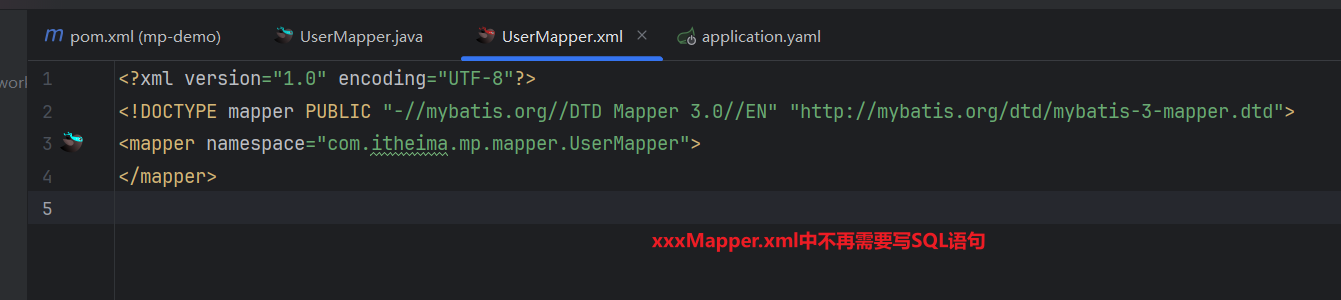 pom.xml (mp-demo) UserMapper.java UserMapper.xml application.yaml
work
1 <?xml version="1.0" encoding="UTF-8"?>
2 <!DOCTYPE mapper PUBLIC "-//mybatis.org//DTD Mapper 3.0//EN" "http://mybatis.org/dtd/mybatis-3-mapper.dtd">
3 <mapper namespace="com.itheima.mp.mapper.UserMapper">
4 </mapper>
5
xxxMapper.xml中不再需要写SQL语句